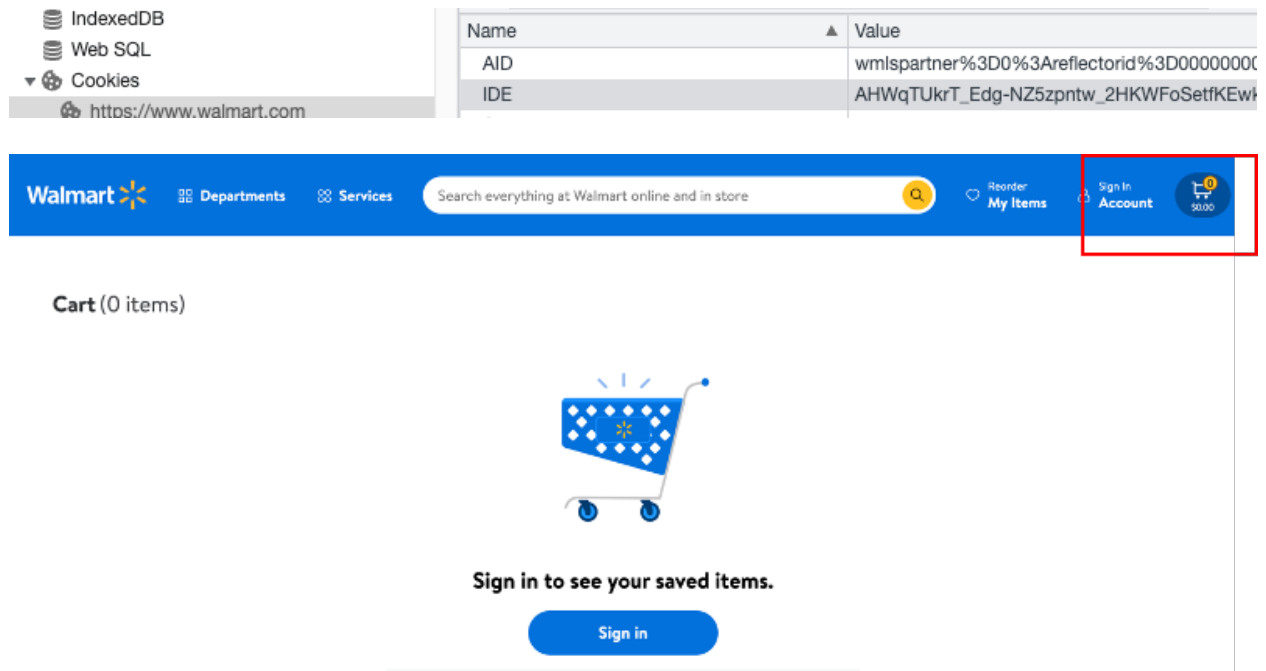 IndexedDB
Web SQL
Cookies
https://www.walmart.com
Name Value
AID wmlspartner%3D0%3Areflectorid%3D00000000
IDE AHWqTUkrT_Edg-NZ5zpntw_2HKWFoSetfKEwk
Walmart Departments Services Search everything at Walmart online and in store Reorder My Items Sign In Account 0 $0.00
Cart (0 items)
Sign in to see your saved items.
Sign in